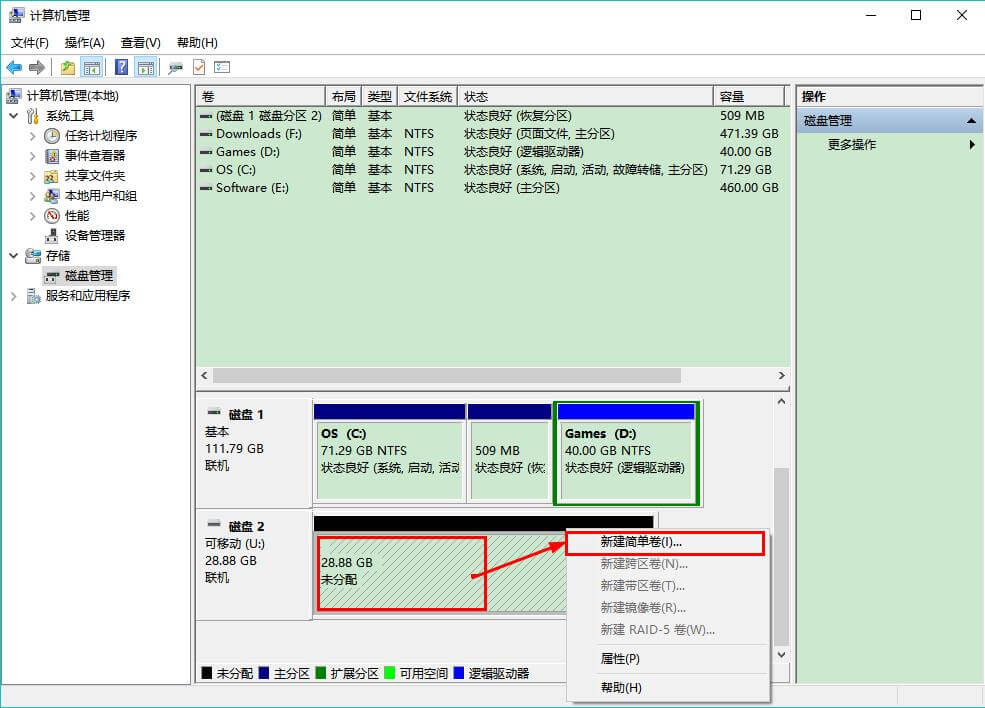 计算机管理
文件(F) 操作(A) 查看(V) 帮助(H)
计算机管理(本地)
系统工具
任务计划程序
事件查看器
共享文件夹
本地用户和组
性能
设备管理器
存储
磁盘管理
服务和应用程序
卷 布局 类型 文件系统 状态 容量
(磁盘 1 磁盘分区 2) 简单 基本 状态良好 (恢复分区) 509 MB
Downloads (F:) 简单 基本 NTFS 状态良好 (页面文件, 主分区) 471.39 GB
Games (D:) 简单 基本 NTFS 状态良好 (逻辑驱动器) 40.00 GB
OS (C:) 简单 基本 NTFS 状态良好 (系统, 启动, 活动, 故障转储, 主分区) 71.29 GB
Software (E:) 简单 基本 NTFS 状态良好 (主分区) 460.00 GB
操作
磁盘管理
更多操作
磁盘 1
基本
111.79 GB
联机
OS (C:)
71.29 GB NTFS
状态良好 (系统, 启动, 活动
509 MB
状态良好 (恢
Games (D:)
40.00 GB NTFS
状态良好 (逻辑驱动器)
磁盘 2
可移动 (U:)
28.88 GB
联机
28.88 GB
未分配
新建简单卷(I)...
新建跨区卷(N)...
新建带区卷(T)...
新建镜像卷(R)...
新建 RAID-5 卷(W)...
属性(P)
帮助(H)
未分配 主分区 扩展分区 可用空间 逻辑驱动器